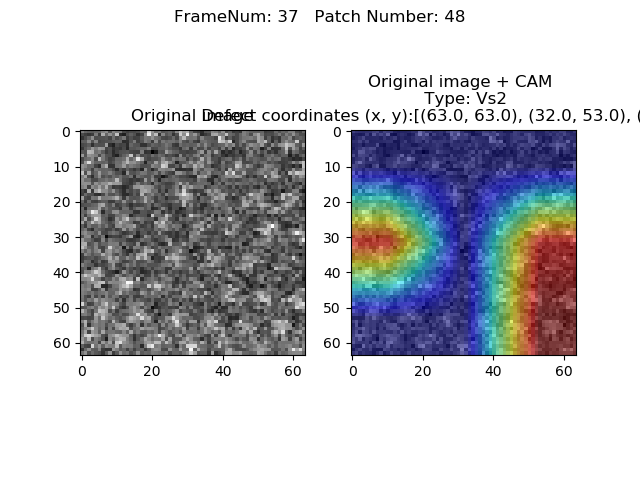 FrameNum: 37   Patch Number: 48
Original image + CAM
Type: Vs2
Original image
Defect coordinates (x, y):[(63.0, 63.0), (32.0, 53.0), (
0
10
20
30
40
50
60
0 20 40 60
0
10
20
30
40
50
60
0 20 40 60